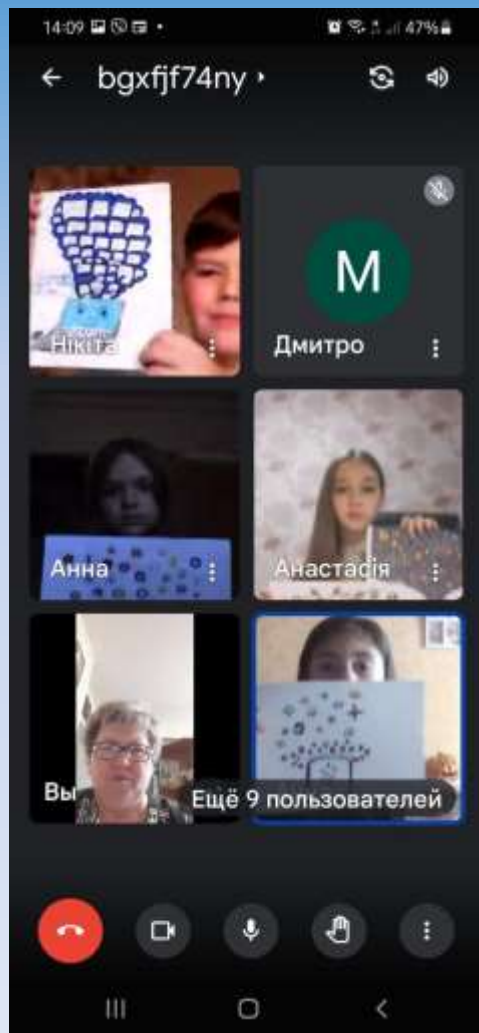 14:09
47%
bgxfjf74ny
М
Нікіта
Дмитро
Анна
Анастасія
Вы
Ещё 9 пользователей